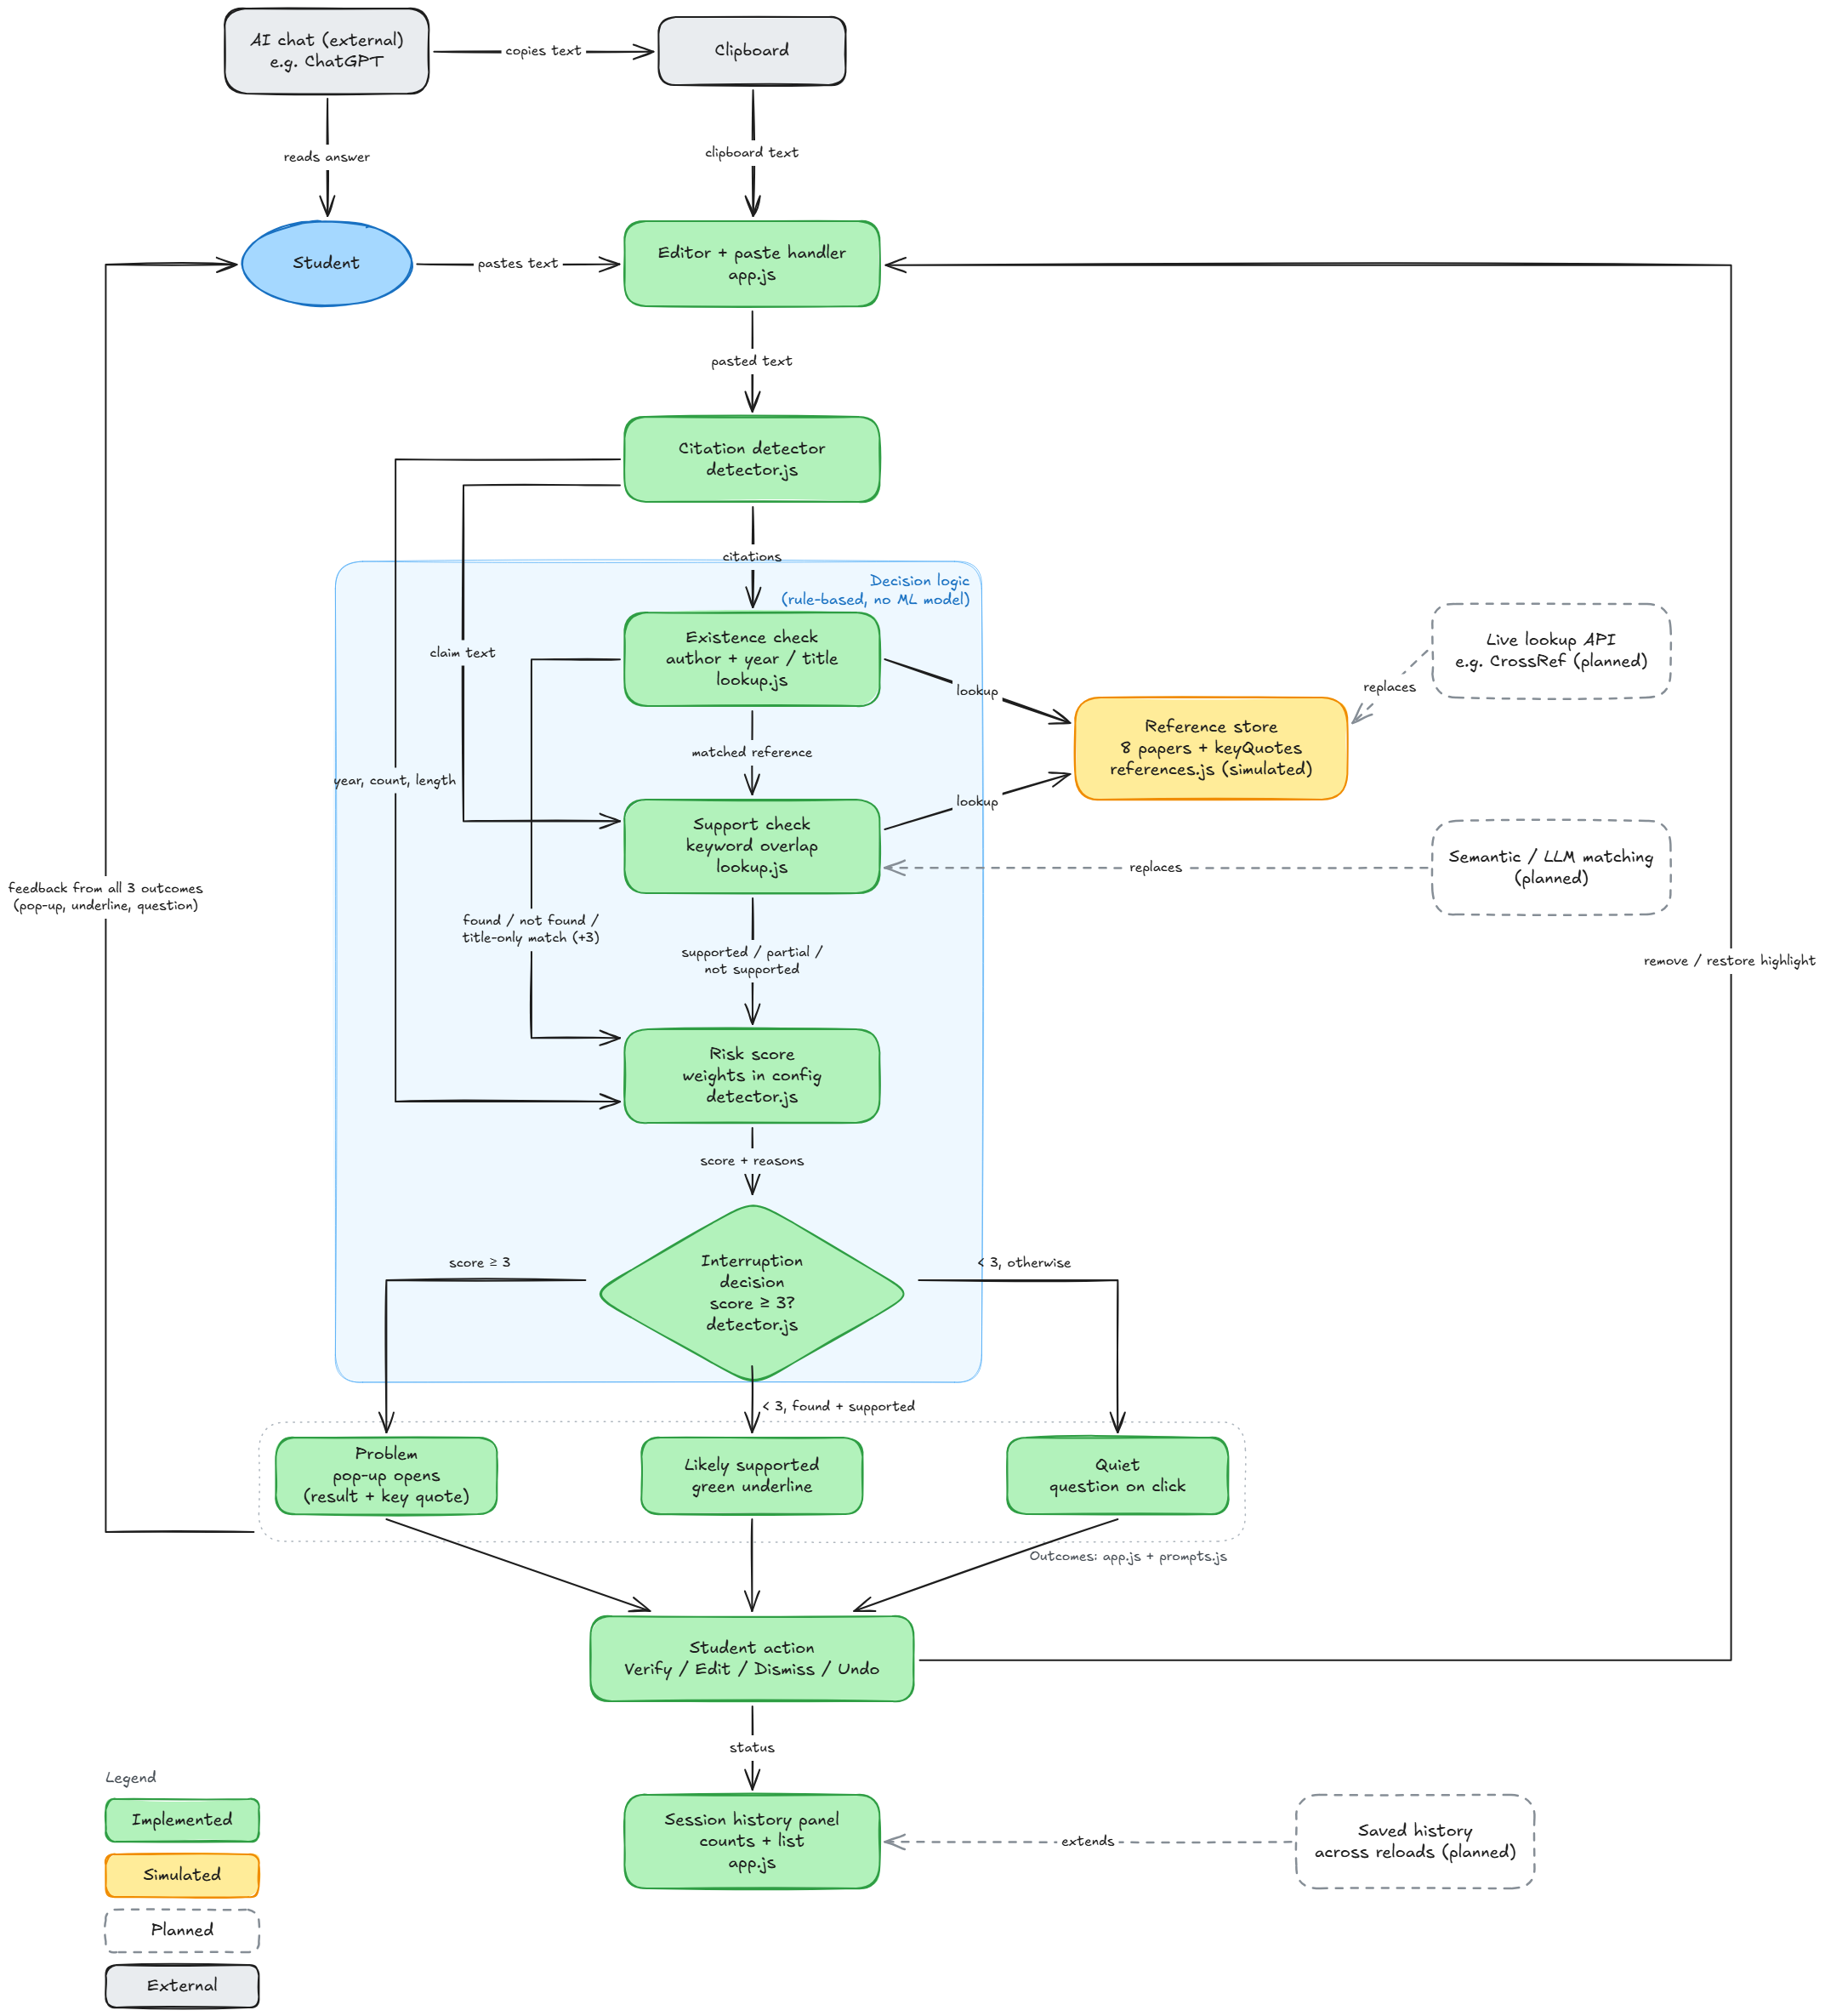 AI chat (external)
e.g. ChatGPT
copies text
Clipboard
reads answer
clipboard text
Student
pastes text
Editor + paste handler
app.js
pasted text
Citation detector
detector.js
citations
Decision logic
(rule-based, no ML model)
Existence check
author + year / title
lookup.js
claim text
lookup
Live lookup API
e.g. CrossRef (planned)
replaces
Reference store
8 papers + keyQuotes
references.js (simulated)
matched reference
year, count, length
lookup
Support check
keyword overlap
lookup.js
replaces
Semantic / LLM matching
(planned)
feedback from all 3 outcomes
(pop-up, underline, question)
found / not found /
title-only match (+3)
supported / partial /
not supported
remove / restore highlight
Risk score
weights in config
detector.js
score + reasons
score ≥ 3
Interruption
decision
score ≥ 3?
detector.js
< 3, otherwise
< 3, found + supported
Problem
pop-up opens
(result + key quote)
Likely supported
green underline
Quiet
question on click
Outcomes: app.js + prompts.js
Student action
Verify / Edit / Dismiss / Undo
status
Session history panel
counts + list
app.js
extends
Saved history
across reloads (planned)
Legend
Implemented
Simulated
Planned
External